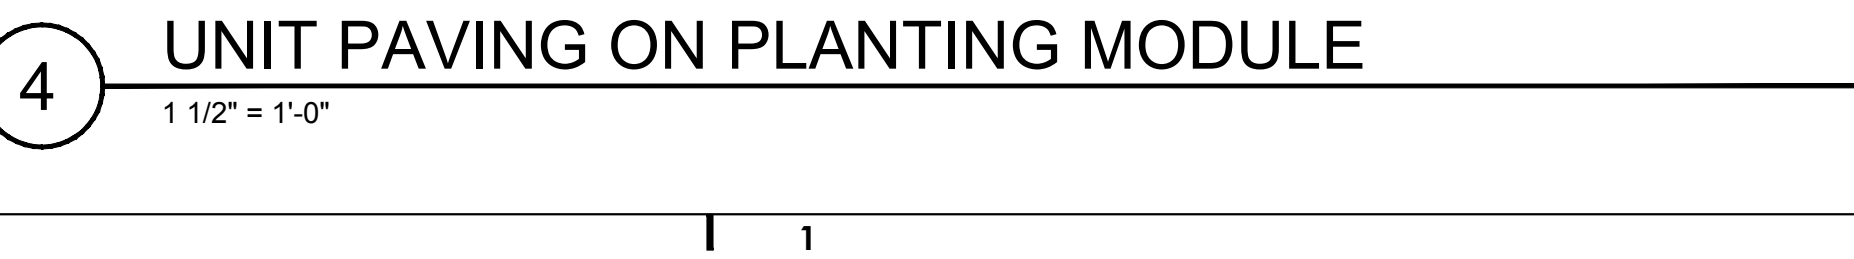 UNIT PAVING ON PLANTING MODULE
4
1 1/2" = 1'-0"
1